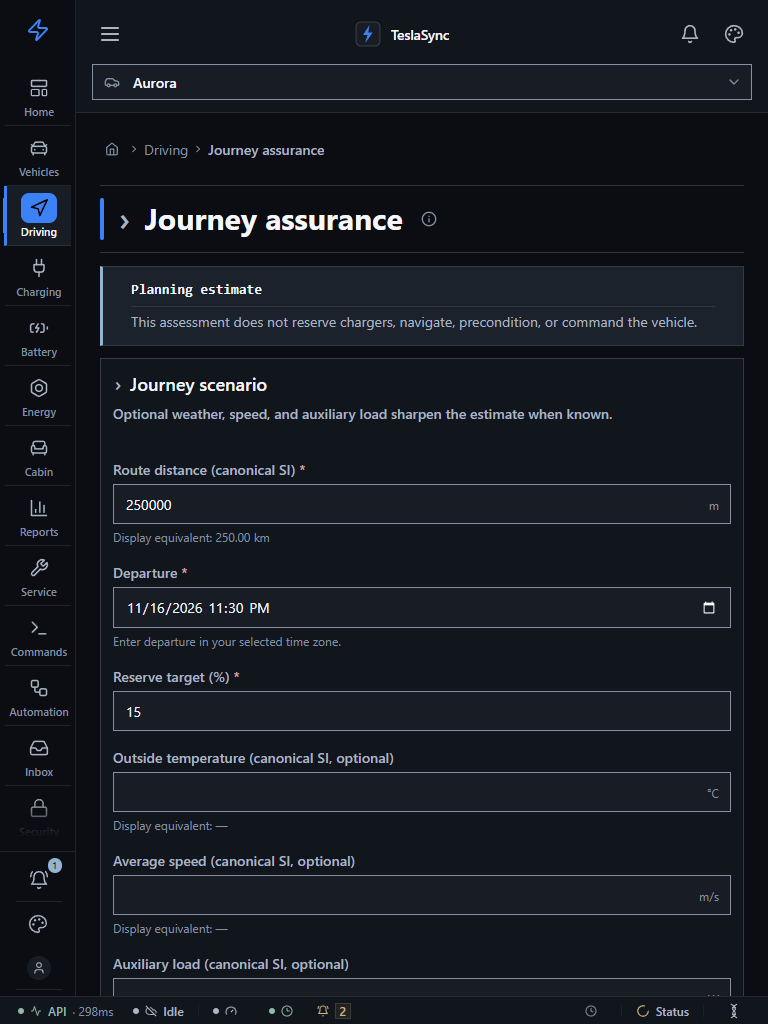 TeslaSync
Aurora
Home
Vehicles
Driving
Charging
Battery
Energy
Cabin
Reports
Service
Commands
Automation
Inbox
Security
1
Driving
Journey assurance
Journey assurance
Planning estimate
This assessment does not reserve chargers, navigate, precondition, or command the vehicle.
Journey scenario
Optional weather, speed, and auxiliary load sharpen the estimate when known.
Route distance (canonical SI) *
250000 m
Display equivalent: 250.00 km
Departure *
11/16/2026 11:30 PM
Enter departure in your selected time zone.
Reserve target (%) *
15
Outside temperature (canonical SI, optional)
°C
Display equivalent: —
Average speed (canonical SI, optional)
m/s
Display equivalent: —
Auxiliary load (canonical SI, optional)
API · 298ms Idle 2 Status